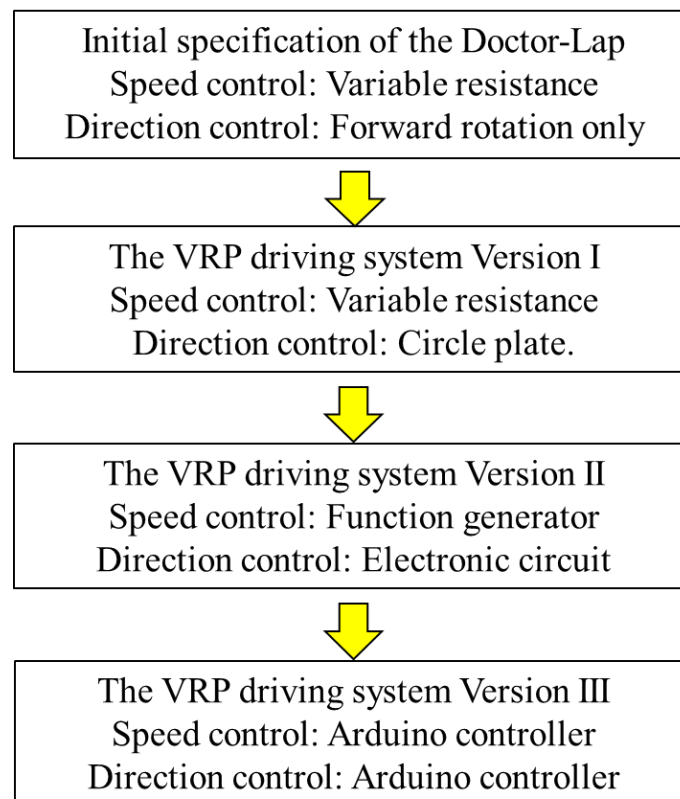 Initial specification of the Doctor-Lap
Speed control: Variable resistance
Direction control: Forward rotation only
The VRP driving system Version I
Speed control: Variable resistance
Direction control: Circle plate.
The VRP driving system Version II
Speed control: Function generator
Direction control: Electronic circuit
The VRP driving system Version III
Speed control: Arduino controller
Direction control: Arduino controller